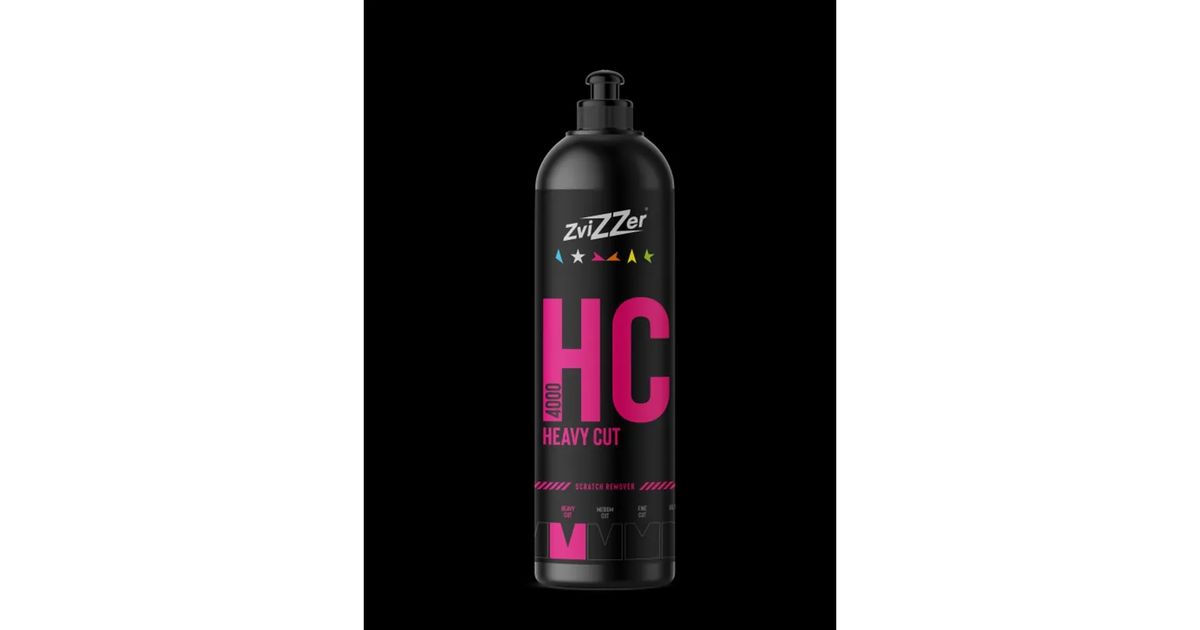 ZviZZer®
HC
4000
HEAVY CUT
SCRATCH REMOVER
HEAVY CUT
MEDIUM CUT
FINE CUT